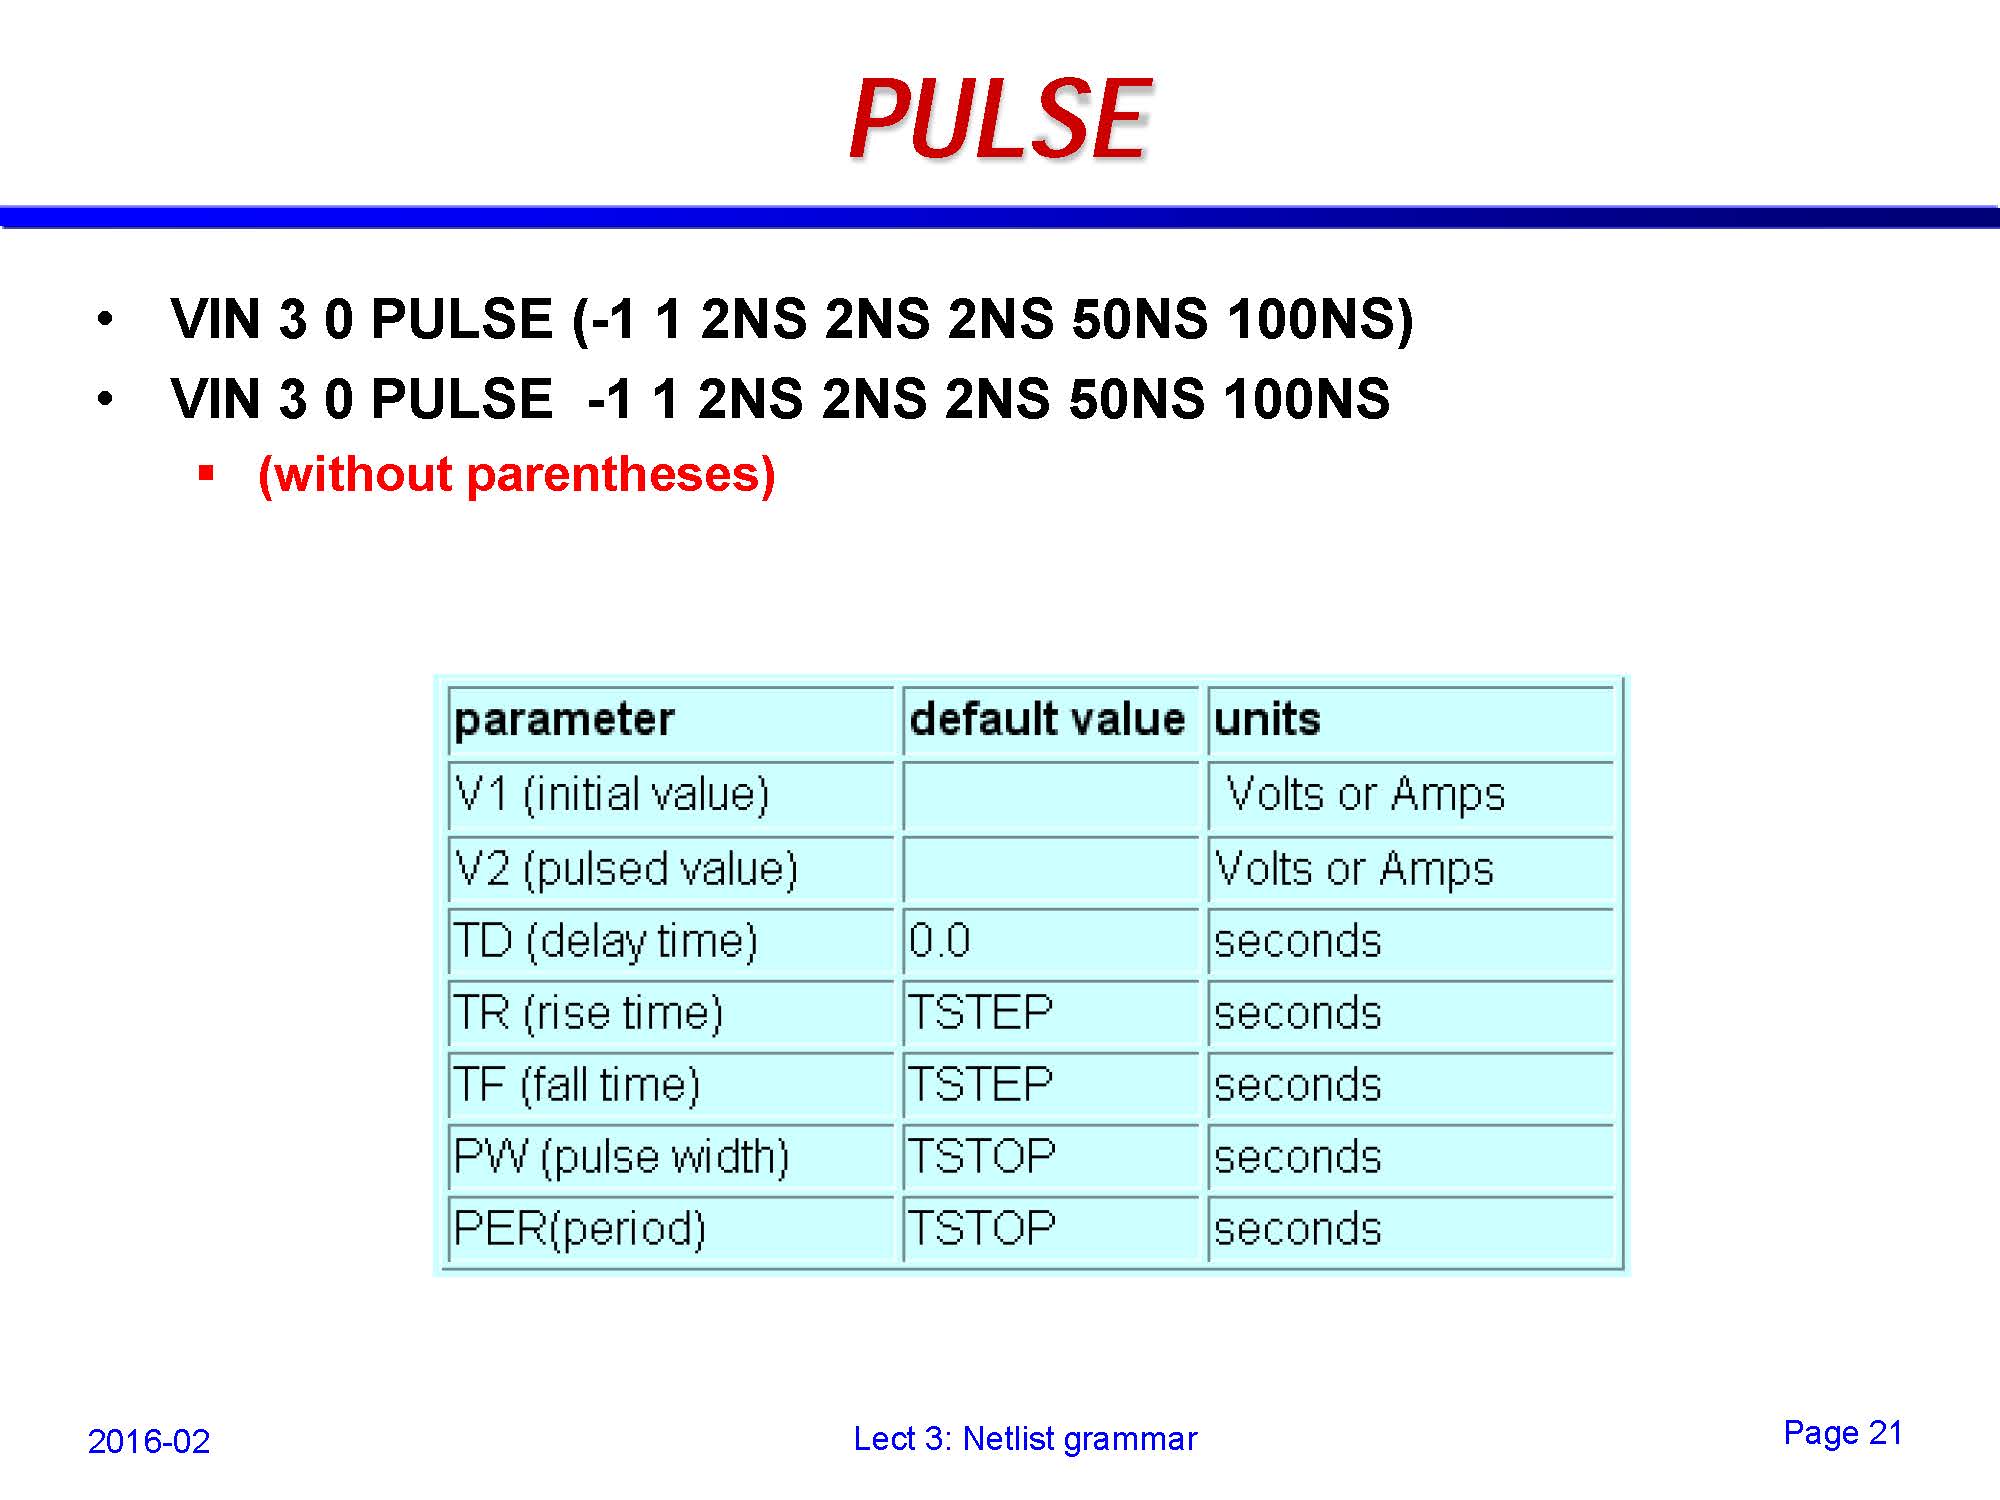 PULSE
• VIN 3 0 PULSE (-1 1 2NS 2NS 2NS 50NS 100NS)
• VIN 3 0 PULSE -1 1 2NS 2NS 2NS 50NS 100NS
▪ (without parentheses)
parameter default value units
V1 (initial value) Volts or Amps
V2 (pulsed value) Volts or Amps
TD (delay time) 0.0 seconds
TR (rise time) TSTEP seconds
TF (fall time) TSTEP seconds
PW (pulse width) TSTOP seconds
PER(period) TSTOP seconds
2016-02 Lect 3: Netlist grammar Page 21